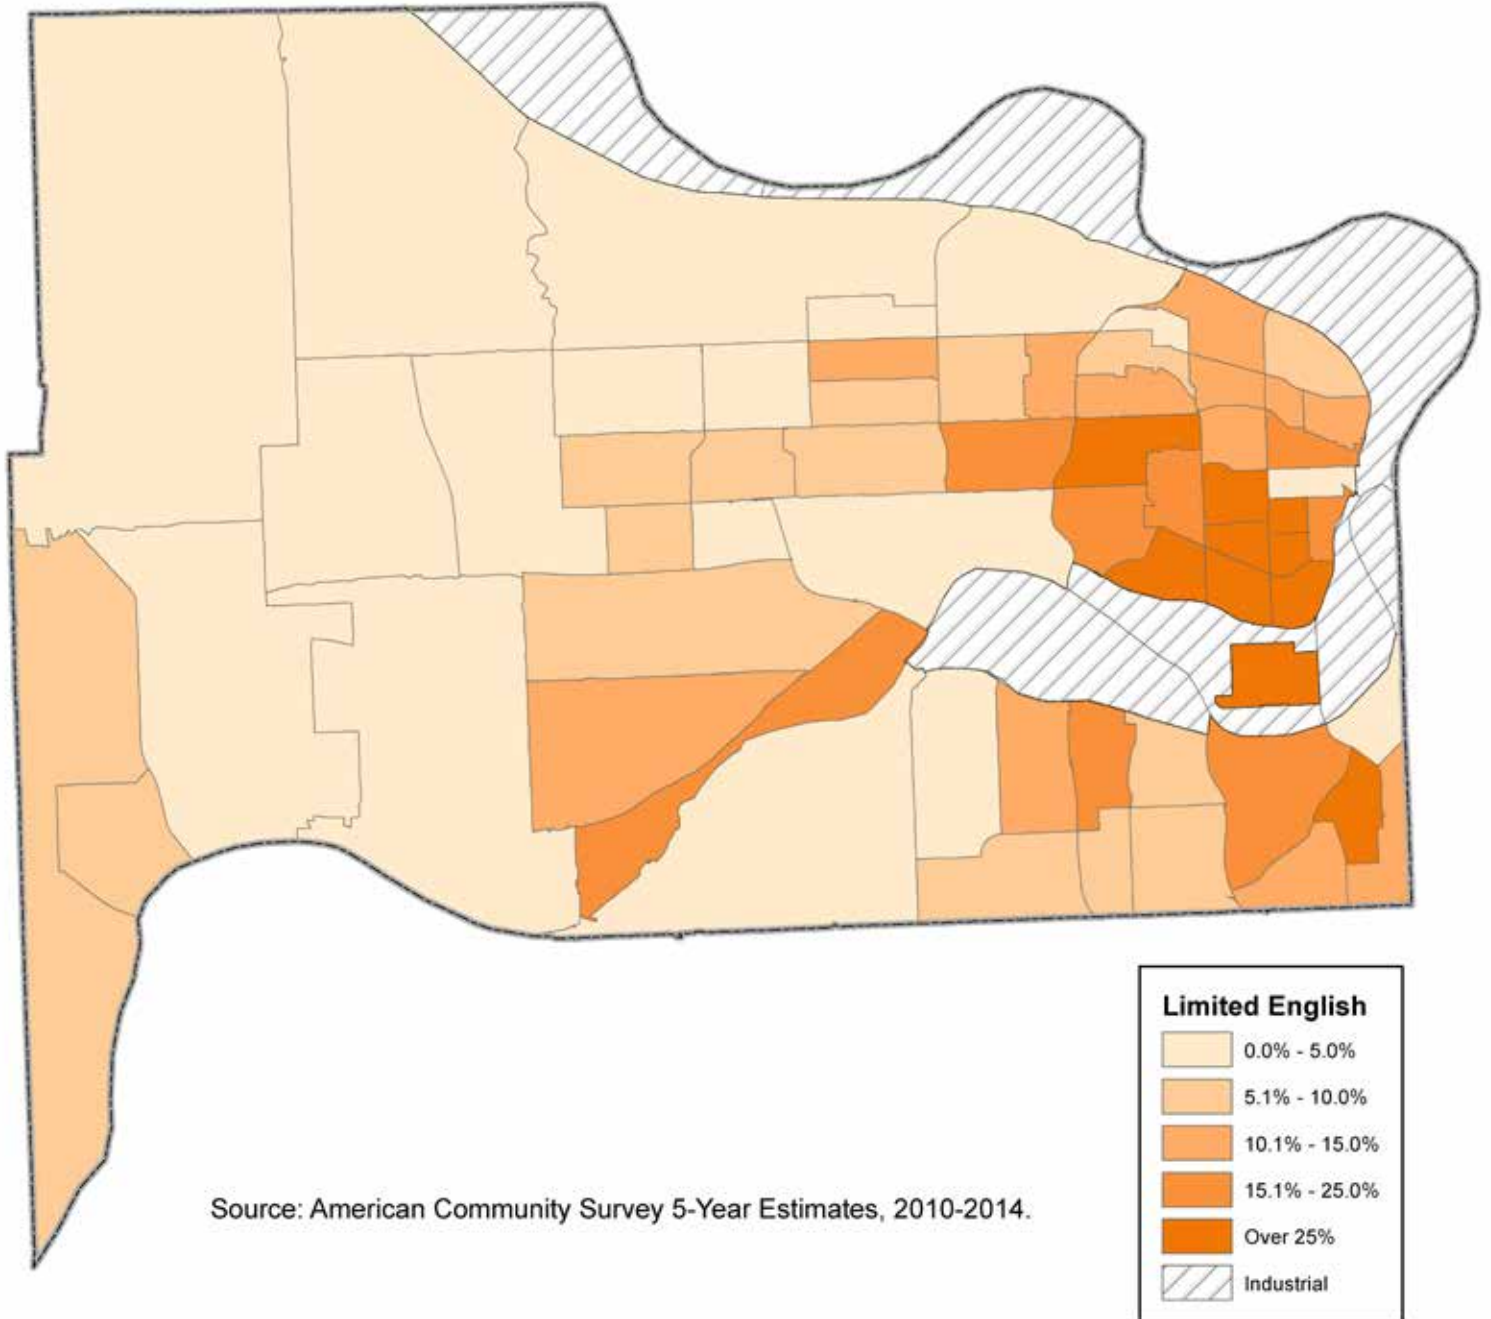 Limited English
0.0% - 5.0%
5.1% - 10.0%
10.1% - 15.0%
15.1% - 25.0%
Over 25%
Industrial
Source: American Community Survey 5-Year Estimates, 2010-2014.